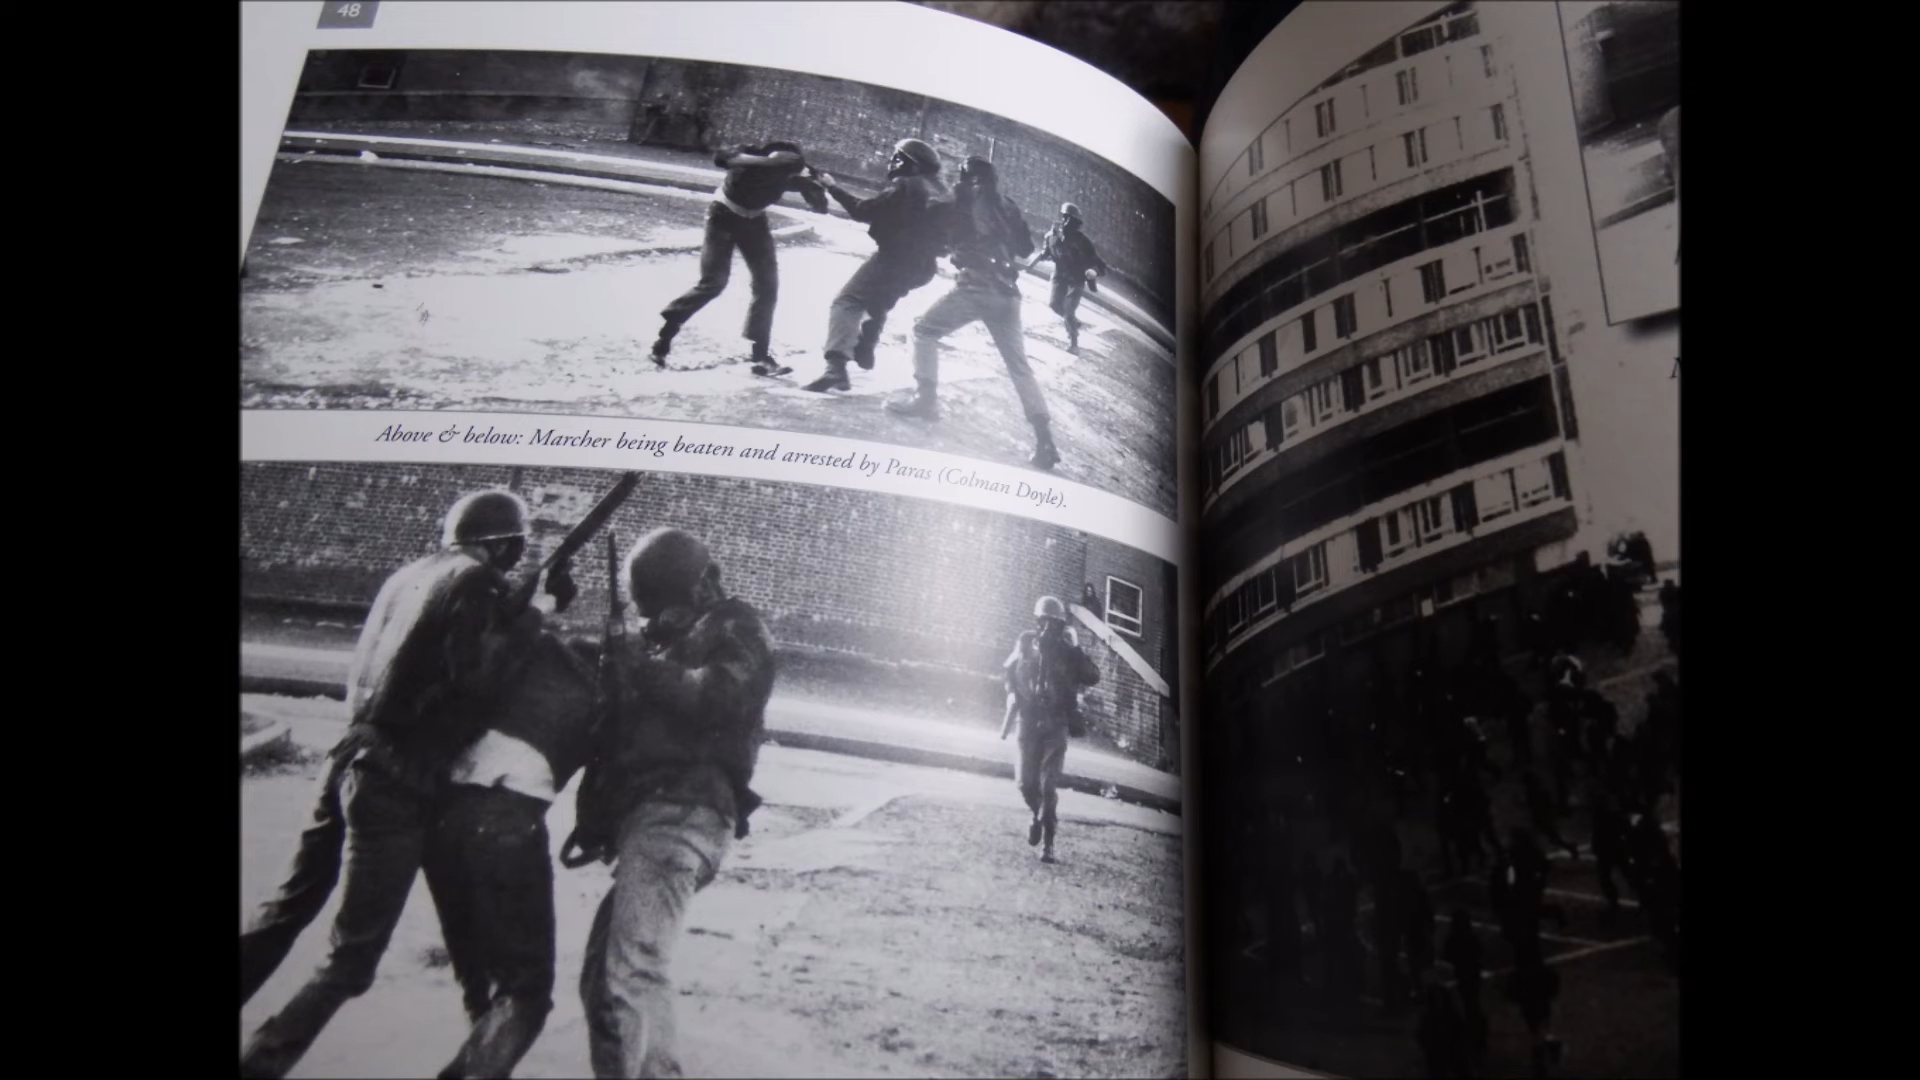 48
Above & below: Marcher being beaten and arrested by Paras (Colman Doyle).